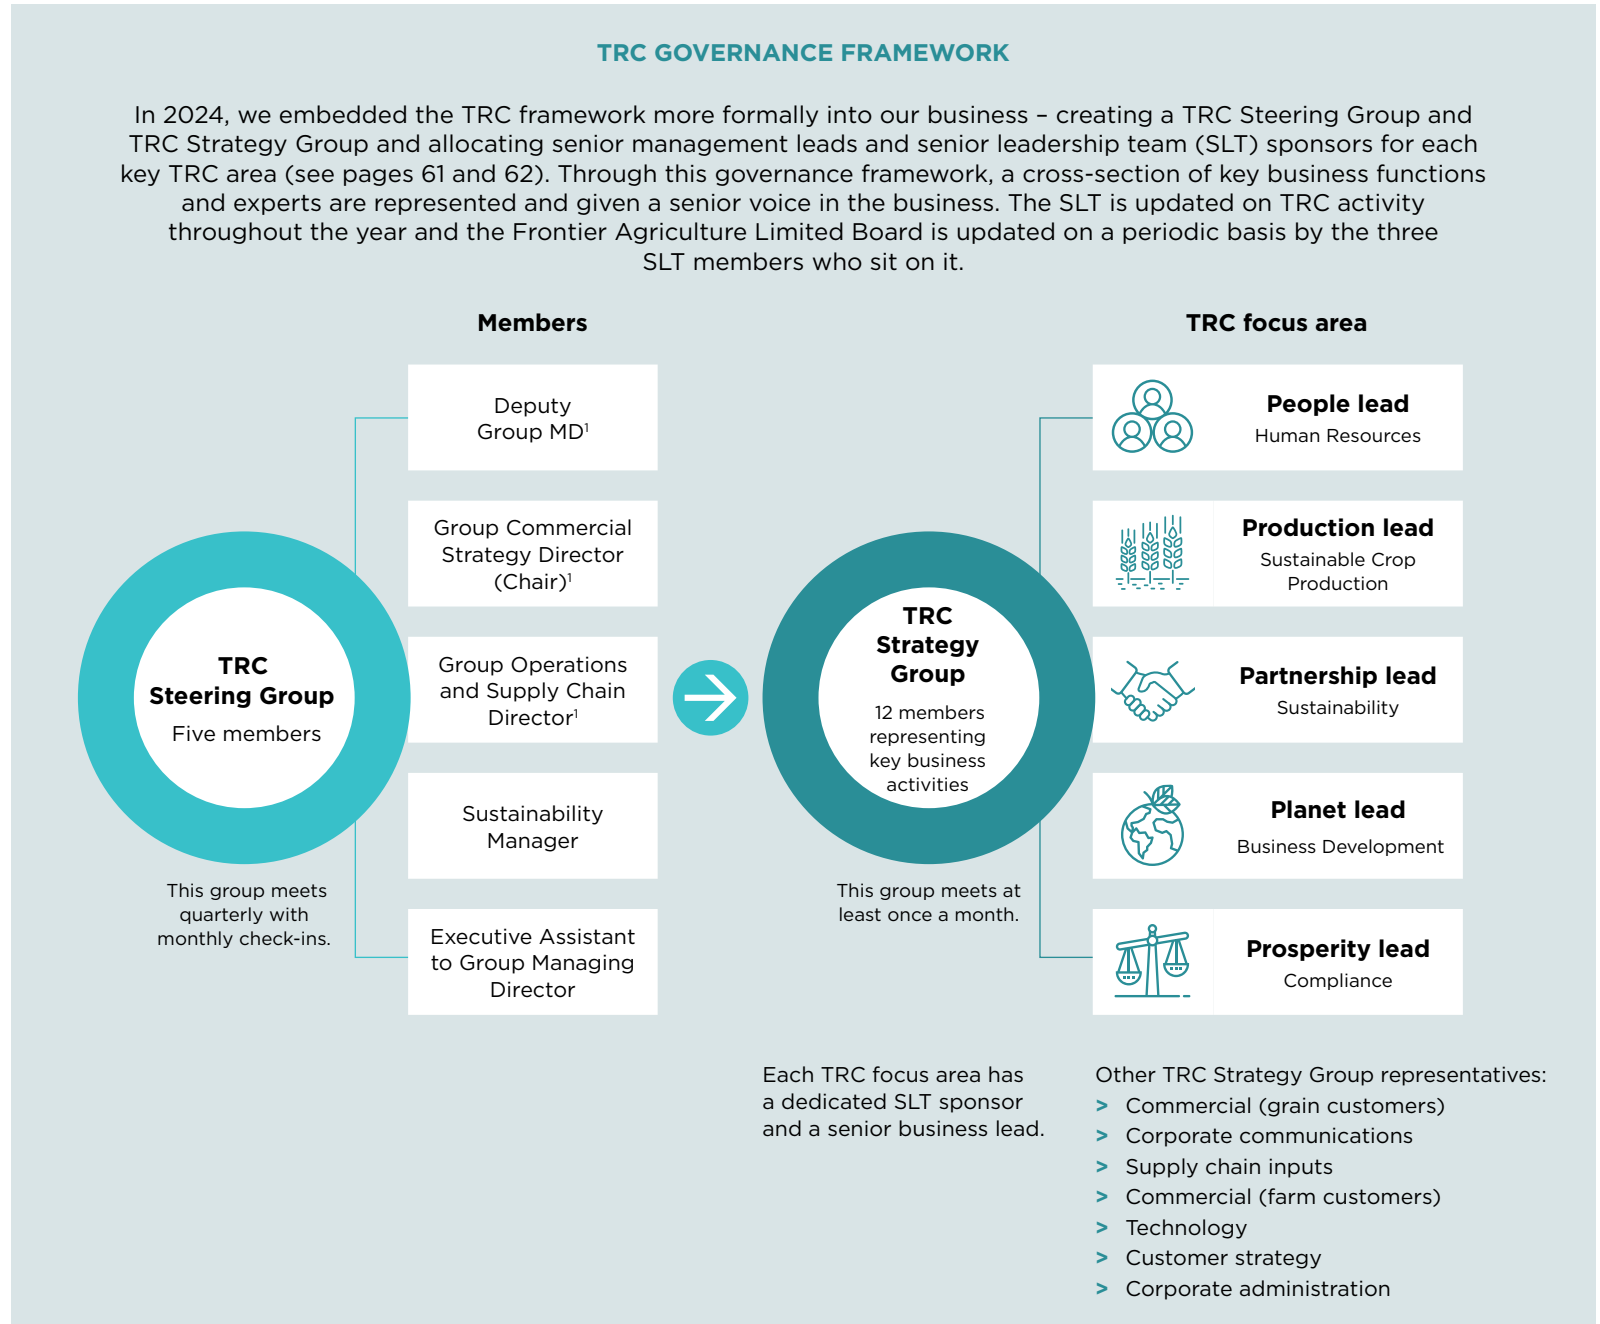 TRC GOVERNANCE FRAMEWORK
In 2024, we embedded the TRC framework more formally into our business – creating a TRC Steering Group and
TRC Strategy Group and allocating senior management leads and senior leadership team (SLT) sponsors for each
key TRC area (see pages 61 and 62). Through this governance framework, a cross-section of key business functions
and experts are represented and given a senior voice in the business. The SLT is updated on TRC activity
throughout the year and the Frontier Agriculture Limited Board is updated on a periodic basis by the three
SLT members who sit on it.
TRC
Steering Group
Five members
This group meets
quarterly with
monthly check-ins.
Members
Deputy
Group MD¹
Group Commercial
Strategy Director
(Chair)¹
Group Operations
and Supply Chain
Director¹
Sustainability
Manager
Executive Assistant
to Group Managing
Director
TRC
Strategy
Group
12 members
representing
key business
activities
This group meets at
least once a month.
TRC focus area
People lead
Human Resources
Production lead
Sustainable Crop
Production
Partnership lead
Sustainability
Planet lead
Business Development
Prosperity lead
Compliance
Each TRC focus area has
a dedicated SLT sponsor
and a senior business lead.
Other TRC Strategy Group representatives:
> Commercial (grain customers)
> Corporate communications
> Supply chain inputs
> Commercial (farm customers)
> Technology
> Customer strategy
> Corporate administration